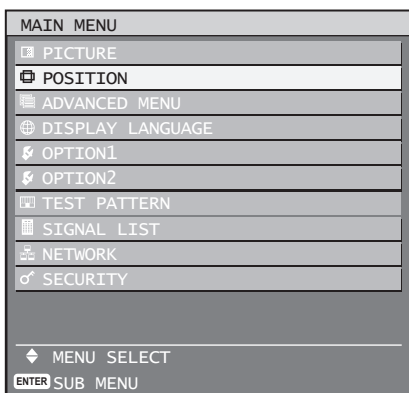 MAIN MENU
PICTURE
POSITION
ADVANCED MENU
DISPLAY LANGUAGE
OPTION1
OPTION2
TEST PATTERN
SIGNAL LIST
NETWORK
SECURITY
MENU SELECT
ENTER SUB MENU